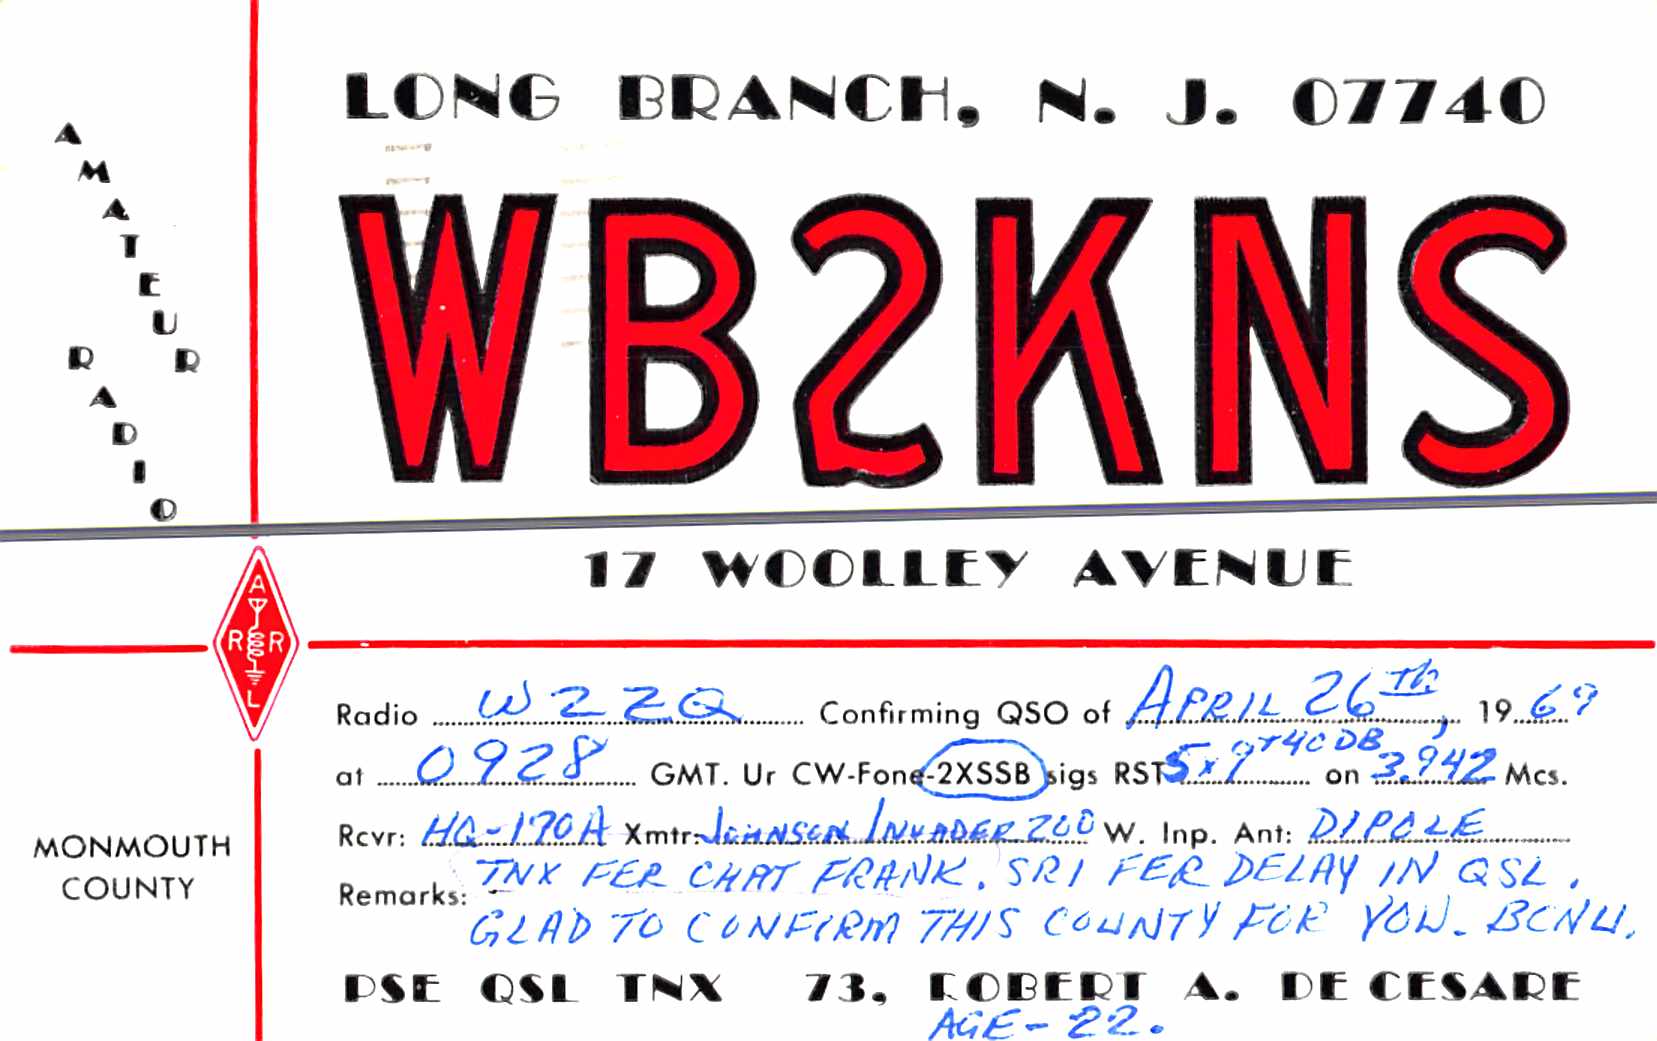 LONG BRANCH, N. J. 07740
AMATEUR
RADIO
WB2KNS
17 WOOLLEY AVENUE
ARRL
Radio W2ZQ Confirming QSO of APRIL 26TH, 1969
at 0928 GMT. Ur CW-Fone-2XSSB sigs RST 5x9+40DB on 3.942 Mcs.
Rcvr: HQ-170A Xmtr: JOHNSON INVADER 200 W. Inp. Ant: DIPOLE
MONMOUTH
COUNTY
Remarks: TNX FER CHAT FRANK. SRI FER DELAY IN QSL.
GLAD TO CONFIRM THIS COUNTY FOR YOU. BCNU.
PSE QSL TNX 73, ROBERT A. DE CESARE
AGE - 22.